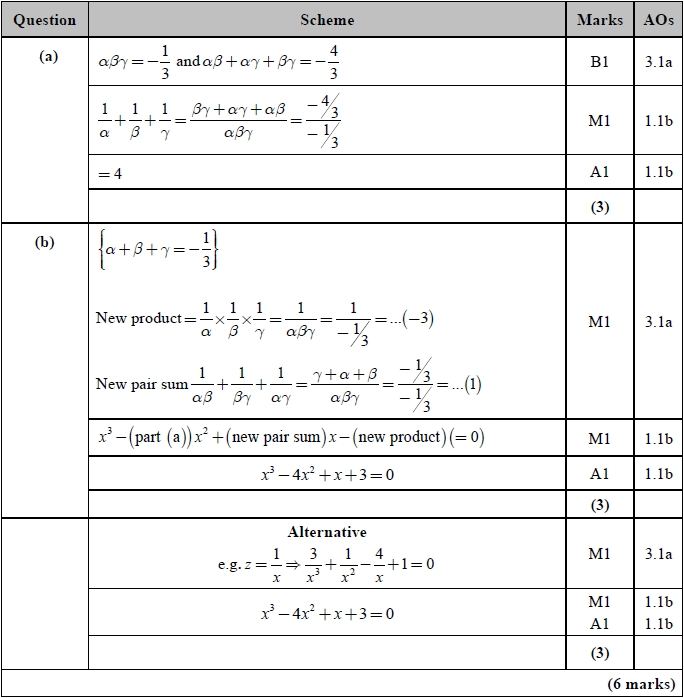 Question Scheme Marks AOs
(a) αβγ = −1/3 and αβ + αγ + βγ = −4/3 B1 3.1a
1/α + 1/β + 1/γ = (βγ + αγ + αβ)/αβγ = (−4/3)/(−1/3) M1 1.1b
= 4 A1 1.1b
(3)
(b) {α + β + γ = −1/3}
New product = 1/α × 1/β × 1/γ = 1/αβγ = 1/(−1/3) = ...(−3) M1 3.1a
New pair sum 1/αβ + 1/βγ + 1/αγ = (γ + α + β)/αβγ = (−1/3)/(−1/3) = ...(1)
x³ − (part (a))x² + (new pair sum)x − (new product)(= 0) M1 1.1b
x³ − 4x² + x + 3 = 0 A1 1.1b
(3)
Alternative
e.g. z = 1/x ⇒ 3/x³ + 1/x² − 4/x + 1 = 0 M1 3.1a
x³ − 4x² + x + 3 = 0 M1 1.1b
A1 1.1b
(3)
(6 marks)